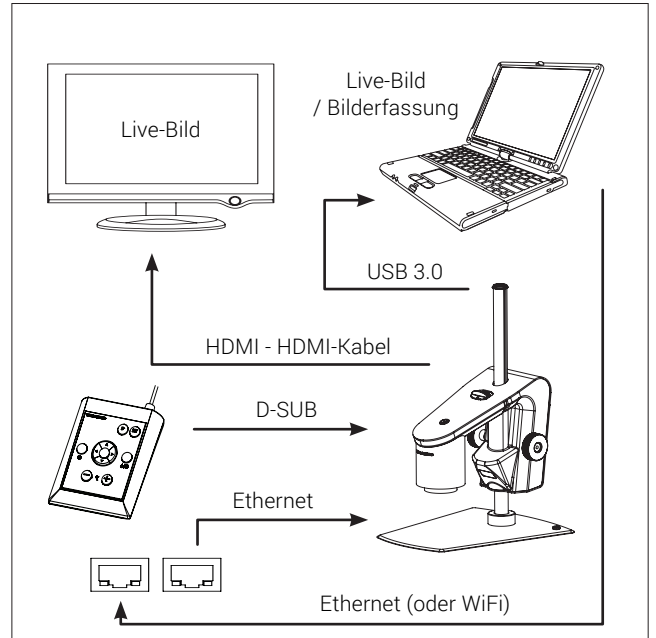 Live-Bild
Live-Bild
/ Bilderfassung
USB 3.0
HDMI - HDMI-Kabel
D-SUB
Ethernet
Ethernet (oder WiFi)